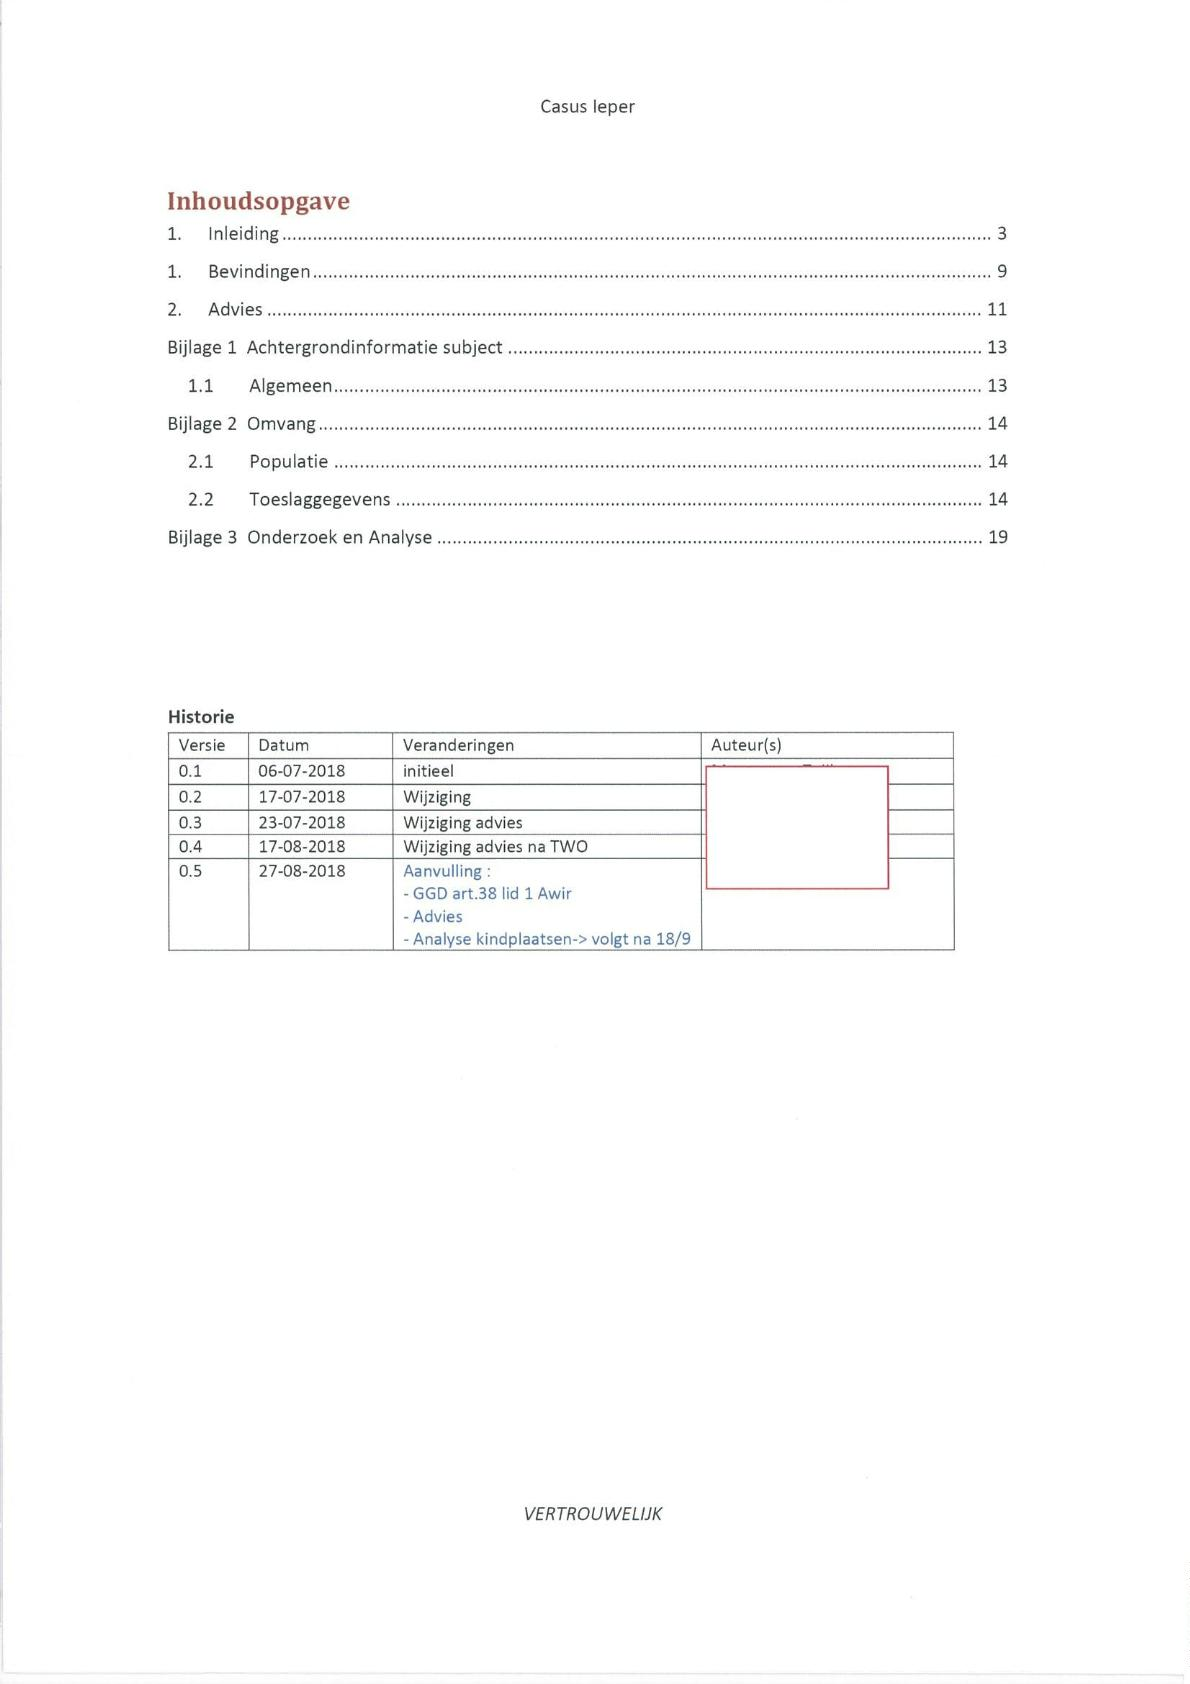 Casus Ieper
Inhoudsopgave
1. Inleiding ........ 3
1. Bevindingen ........ 9
2. Advies ........ 11
Bijlage 1 Achtergrondinformatie subject ........ 13
1.1 Algemeen ........ 13
Bijlage 2 Omvang ........ 14
2.1 Populatie ........ 14
2.2 Toeslaggegevens ........ 14
Bijlage 3 Onderzoek en Analyse ........ 19
Historie
Versie Datum Veranderingen Auteur(s)
0.1 06-07-2018 initieel
0.2 17-07-2018 Wijziging
0.3 23-07-2018 Wijziging advies
0.4 17-08-2018 Wijziging advies na TWO
0.5 27-08-2018 Aanvulling :
- GGD art.38 lid 1 Awir
- Advies
- Analyse kindplaatsen-> volgt na 18/9
VERTROUWELIJK